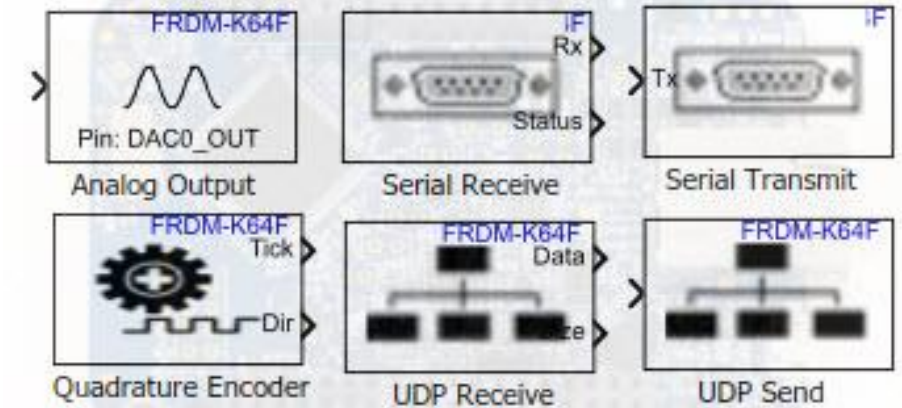 FRDM-K64F
Pin: DAC0_OUT
Analog Output
Rx
Status
Serial Receive
Tx
Serial Transmit
FRDM-K64F
Tick
Dir
Quadrature Encoder
FRDM-K64F
Data
UDP Receive
FRDM-K64F
UDP Send